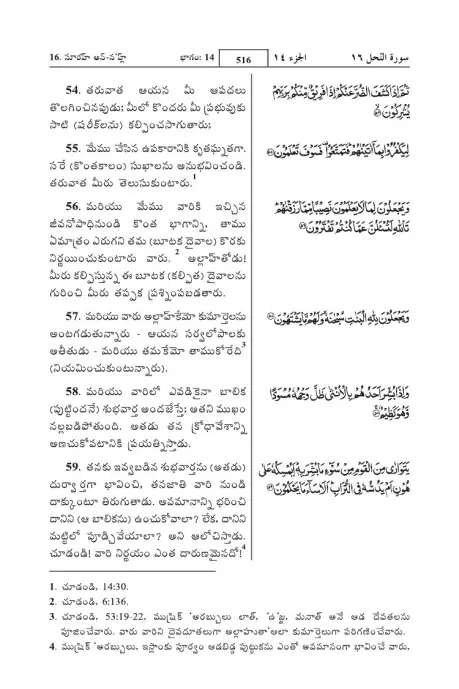 16. సూరహ్ అన్-న'హ్ల్ భాగం: 14 516 الجزء ١٤ سورة النحل ١٦
54. తరువాత ఆయన మీ ఆపదలు
తొలగించినపుడు; మీలో కొందరు మీ ప్రభువుకు
సాటి (షరీక్‌లను) కల్పించసాగుతారు;
ثُمَّ إِذَا كَشَفَ الضُّرَّ عَنْكُمْ إِذَا فَرِيقٌ مِنْكُمْ بِرَبِّهِمْ
يُشْرِكُونَ ۝٥٤
55. మేము చేసిన ఉపకారానికి కృతఘ్నతగా.
సరే (కొంతకాలం) సుఖాలను అనుభవించండి.
తరువాత మీరు తెలుసుకుంటారు.1
لِيَكْفُرُوا بِمَا آتَيْنَاهُمْ فَتَمَتَّعُوا فَسَوْفَ تَعْلَمُونَ ۝٥٥
56. మరియు మేము వారికి ఇచ్చిన
జీవనోపాధినుండి కొంత భాగాన్ని, తాము
ఏమాత్రం ఎరుగని తమ (బూటక దైవాల) కొరకు
నిర్ణయించుకుంటారు వారు. 2 అల్లాహ్‌తోడు!
మీరు కల్పిస్తున్న ఈ బూటక (కల్పిత) దైవాలను
గురించి మీరు తప్పక ప్రశ్నింపబడతారు.
وَيَجْعَلُونَ لِمَا لَا يَعْلَمُونَ نَصِيبًا مِمَّا رَزَقْنَاهُمْ
تَاللَّهِ لَتُسْأَلُنَّ عَمَّا كُنْتُمْ تَفْتَرُونَ ۝٥٦
57. మరియు వారు అల్లాహ్‌కేమో కుమార్తెలను
అంటగడుతున్నారు - ఆయన సర్వలోపాలకు
అతీతుడు - మరియు తమకేమో తాముకోరేది3
(నియమించుకుంటున్నారు).
وَيَجْعَلُونَ لِلَّهِ الْبَنَاتِ سُبْحَانَهُ وَلَهُمْ مَا يَشْتَهُونَ ۝٥٧
58. మరియు వారిలో ఎవడికైనా బాలిక
(పుట్టిందనే) శుభవార్త అందజేస్తే; అతని ముఖం
నల్లబడిపోతుంది. అతడు తన క్రోధావేశాన్ని
అణచుకోవటానికి ప్రయత్నిస్తాడు.
وَإِذَا بُشِّرَ أَحَدُهُمْ بِالْأُنْثَى ظَلَّ وَجْهُهُ مُسْوَدًّا
وَهُوَ كَظِيمٌ ۝٥٨
59. తనకు ఇవ్వబడిన శుభవార్తను (అతడు)
దుర్వార్తగా భావించి, తనజాతి వారి నుండి
దాక్కుంటూ తిరుగుతాడు. అవమానాన్ని భరించి
దానిని (ఆ బాలికను) ఉంచుకోవాలా? లేక, దానిని
మట్టిలో పూడ్చివేయాలా? అని ఆలోచిస్తాడు.
చూడండి! వారి నిర్ణయం ఎంత దారుణమైనదో!4
يَتَوَارَى مِنَ الْقَوْمِ مِنْ سُوءِ مَا بُشِّرَ بِهِ أَيُمْسِكُهُ عَلَى
هُونٍ أَمْ يَدُسُّهُ فِي التُّرَابِ أَلَا سَاءَ مَا يَحْكُمُونَ ۝٥٩
1. చూడండి, 14:30.
2. చూడండి, 6:136.
3. చూడండి, 53:19-22, ముష్రిక్ 'అరబ్బులు లాత్, 'ఉ'జ్జా, మనాత్ అనే ఆడ దేవతలను
పూజించేవారు. వారు వారిని దైవదూతలుగా అల్లాహుతా'ఆలా కుమార్తెలుగా పరిగణించేవారు.
4. ముష్రిక్ 'అరబ్బులు, ఇస్లాంకు పూర్వం ఆడబిడ్డ పుట్టుకను ఎంతో అవమానంగా భావించే వారు,